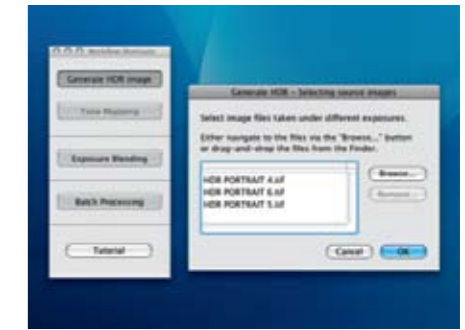 Workflow Shortcuts
Generate HDR image
Tone Mapping
Exposure Blending
Batch Processing
Tutorial
Generate HDR - Selecting source images
Select image files taken under different exposures.
Either navigate to the files via the "Browse..." button
or drag-and-drop the files from the Finder.
HDR PORTRAIT 4.tif
HDR PORTRAIT 6.tif
HDR PORTRAIT 5.tif
Browse...
Remove
Cancel
OK